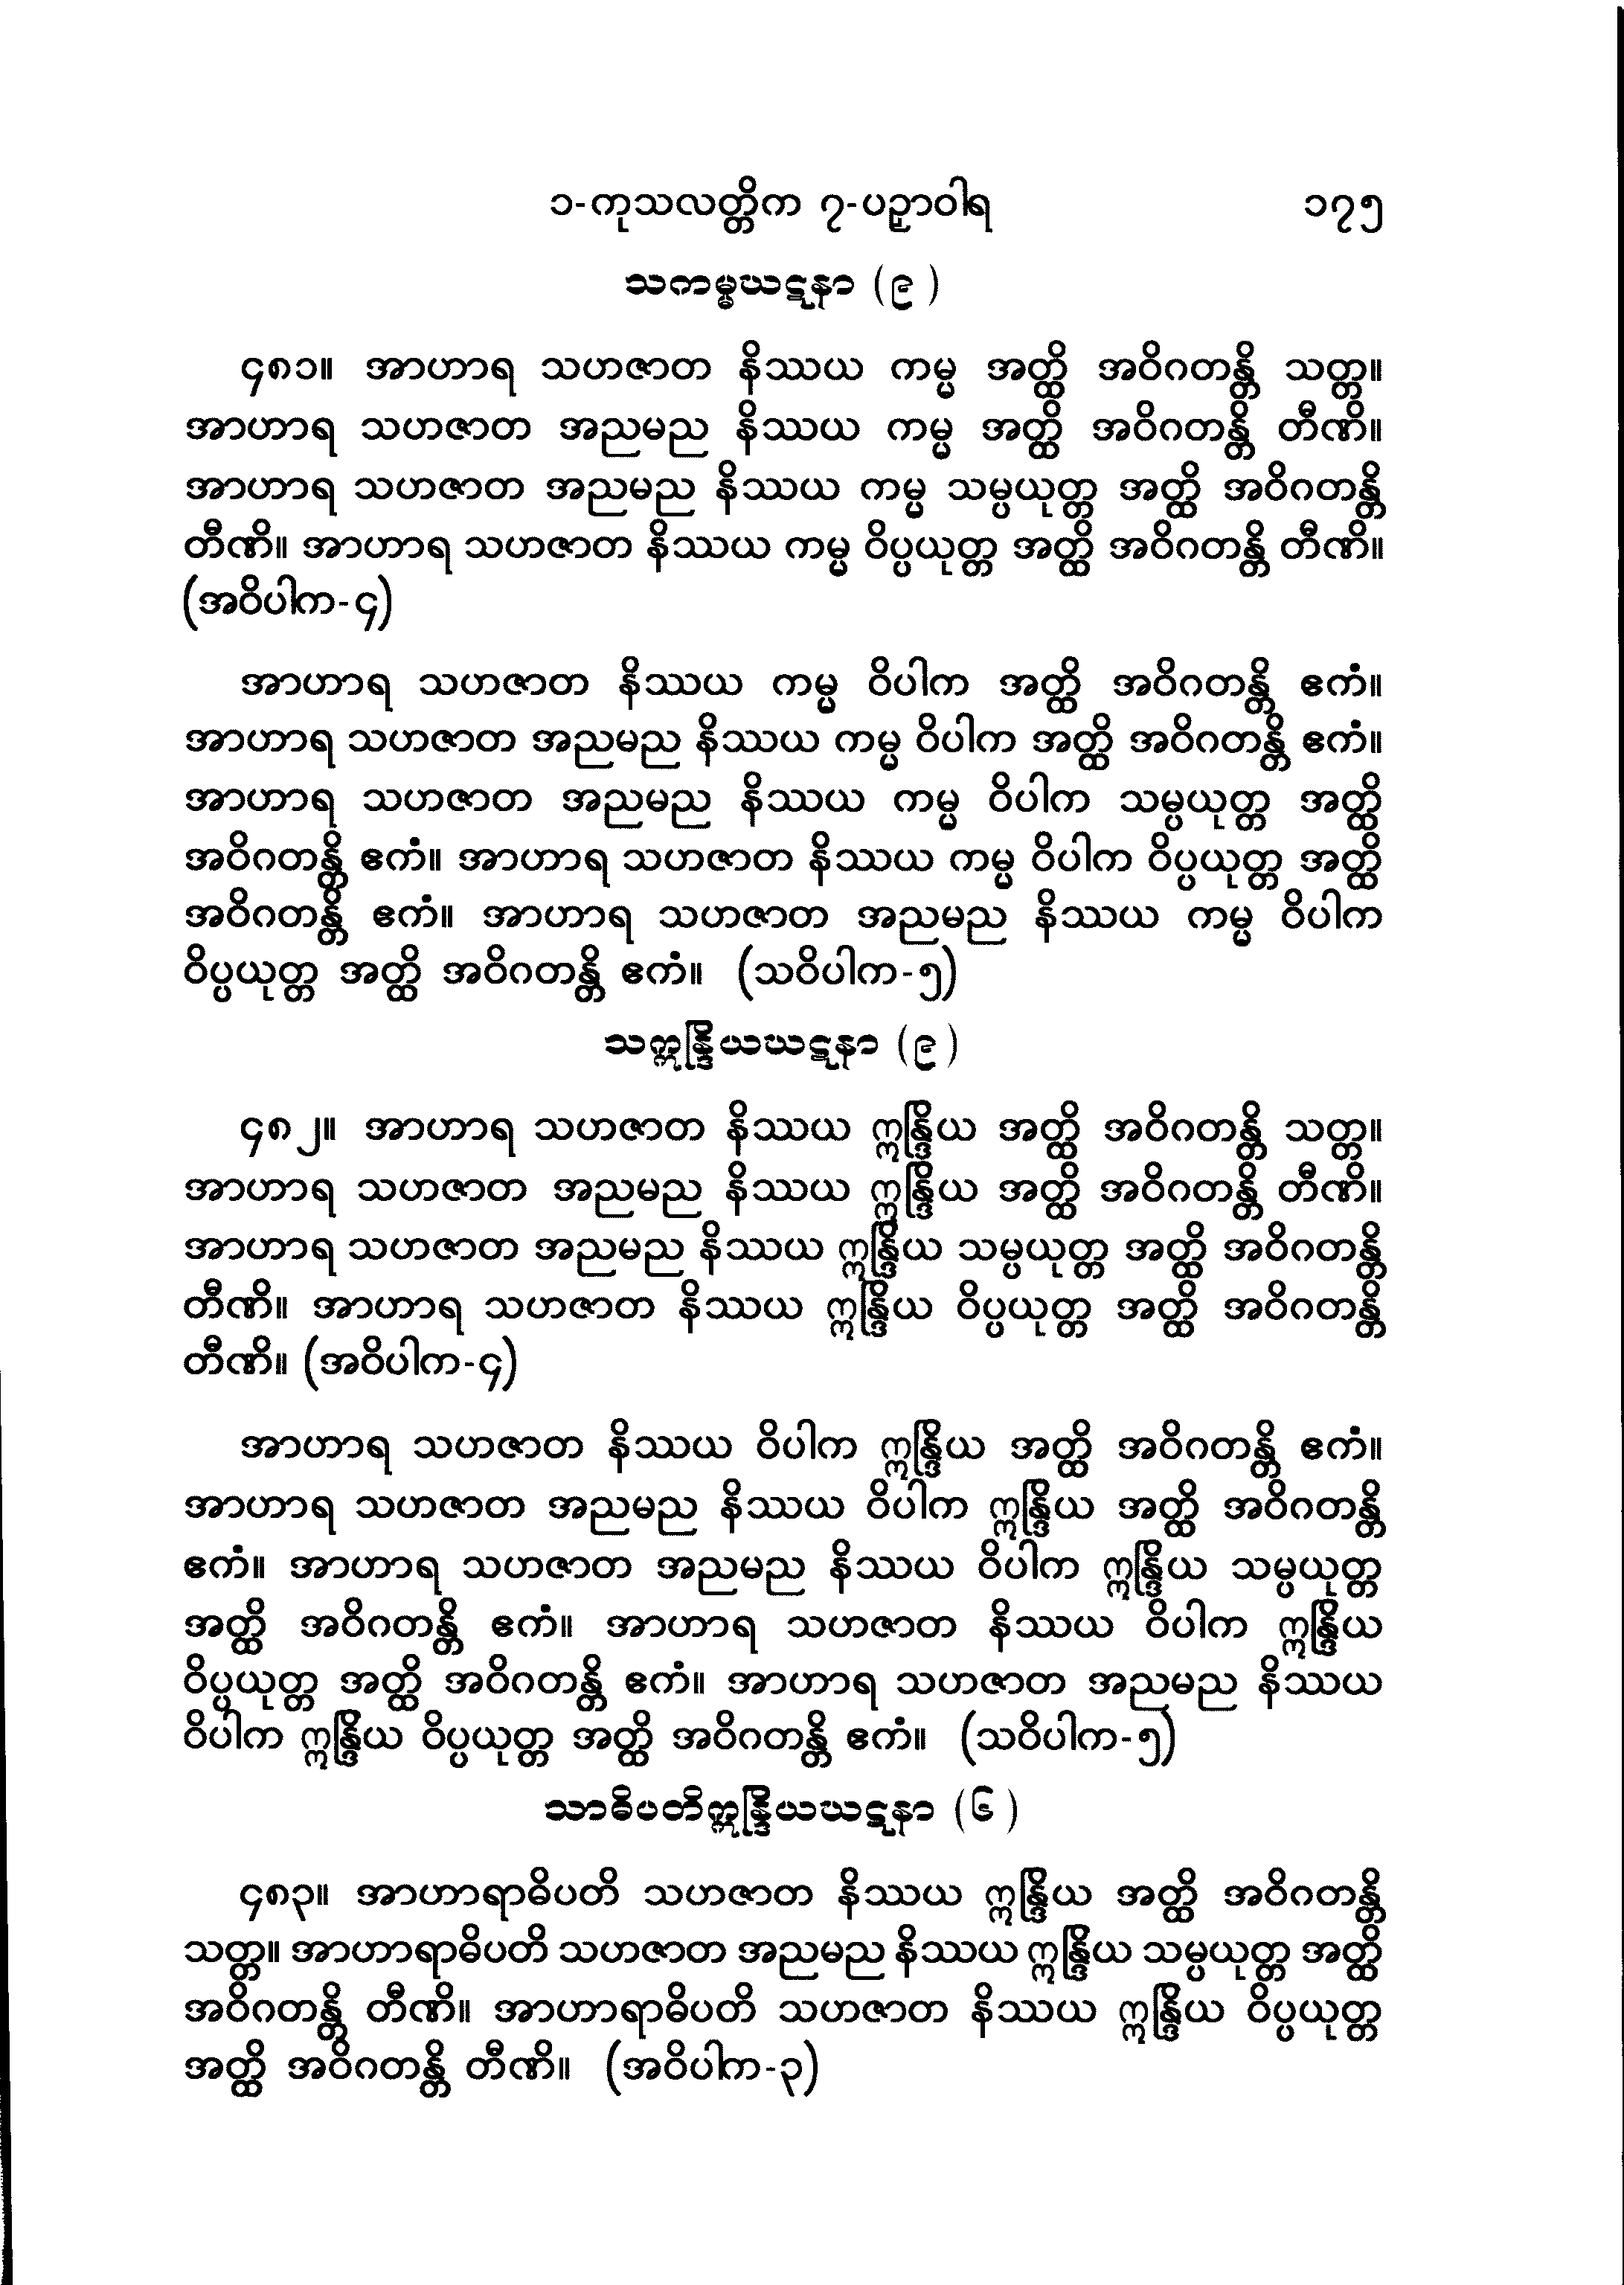 ၁-ကုသလတ္တိက ၇-ပဉှာဝါရ ၁၇၅
သကမ္မဃဋနာ (၉)
၄၈၁။ အာဟာရ သဟဇာတ နိဿယ ကမ္မ အတ္ထိ အဝိဂတန္တိ သတ္တ။
အာဟာရ သဟဇာတ အညမည နိဿယ ကမ္မ အတ္ထိ အဝိဂတန္တိ တီဏိ။
အာဟာရ သဟဇာတ အညမည နိဿယ ကမ္မ သမ္ပယုတ္တ အတ္ထိ အဝိဂတန္တိ
တီဏိ။ အာဟာရ သဟဇာတ နိဿယ ကမ္မ ဝိပ္ပယုတ္တ အတ္ထိ အဝိဂတန္တိ တီဏိ။
(အဝိပါက-၄)
အာဟာရ သဟဇာတ နိဿယ ကမ္မ ဝိပါက အတ္ထိ အဝိဂတန္တိ ဧကံ။
အာဟာရ သဟဇာတ အညမည နိဿယ ကမ္မ ဝိပါက အတ္ထိ အဝိဂတန္တိ ဧကံ။
အာဟာရ သဟဇာတ အညမည နိဿယ ကမ္မ ဝိပါက သမ္ပယုတ္တ အတ္ထိ
အဝိဂတန္တိ ဧကံ။ အာဟာရ သဟဇာတ နိဿယ ကမ္မ ဝိပါက ဝိပ္ပယုတ္တ အတ္ထိ
အဝိဂတန္တိ ဧကံ။ အာဟာရ သဟဇာတ အညမည နိဿယ ကမ္မ ဝိပါက
ဝိပ္ပယုတ္တ အတ္ထိ အဝိဂတန္တိ ဧကံ။ (သဝိပါက-၅)
သဣန္ဒြိယဃဋနာ (၉)
၄၈၂။ အာဟာရ သဟဇာတ နိဿယ ဣန္ဒြိယ အတ္ထိ အဝိဂတန္တိ သတ္တ။
အာဟာရ သဟဇာတ အညမည နိဿယ ဣန္ဒြိယ အတ္ထိ အဝိဂတန္တိ တီဏိ။
အာဟာရ သဟဇာတ အညမည နိဿယ ဣန္ဒြိယ သမ္ပယုတ္တ အတ္ထိ အဝိဂတန္တိ
တီဏိ။ အာဟာရ သဟဇာတ နိဿယ ဣန္ဒြိယ ဝိပ္ပယုတ္တ အတ္ထိ အဝိဂတန္တိ
တီဏိ။ (အဝိပါက-၄)
အာဟာရ သဟဇာတ နိဿယ ဝိပါက ဣန္ဒြိယ အတ္ထိ အဝိဂတန္တိ ဧကံ။
အာဟာရ သဟဇာတ အညမည နိဿယ ဝိပါက ဣန္ဒြိယ အတ္ထိ အဝိဂတန္တိ
ဧကံ။ အာဟာရ သဟဇာတ အညမည နိဿယ ဝိပါက ဣန္ဒြိယ သမ္ပယုတ္တ
အတ္ထိ အဝိဂတန္တိ ဧကံ။ အာဟာရ သဟဇာတ နိဿယ ဝိပါက ဣန္ဒြိယ
ဝိပ္ပယုတ္တ အတ္ထိ အဝိဂတန္တိ ဧကံ။ အာဟာရ သဟဇာတ အညမည နိဿယ
ဝိပါက ဣန္ဒြိယ ဝိပ္ပယုတ္တ အတ္ထိ အဝိဂတန္တိ ဧကံ။ (သဝိပါက-၅)
သာဓိပတိဣန္ဒြိယဃဋနာ (၆)
၄၈၃။ အာဟာရာဓိပတိ သဟဇာတ နိဿယ ဣန္ဒြိယ အတ္ထိ အဝိဂတန္တိ
သတ္တ။ အာဟာရာဓိပတိ သဟဇာတ အညမည နိဿယ ဣန္ဒြိယ သမ္ပယုတ္တ အတ္ထိ
အဝိဂတန္တိ တီဏိ။ အာဟာရာဓိပတိ သဟဇာတ နိဿယ ဣန္ဒြိယ ဝိပ္ပယုတ္တ
အတ္ထိ အဝိဂတန္တိ တီဏိ။ (အဝိပါက-၃)